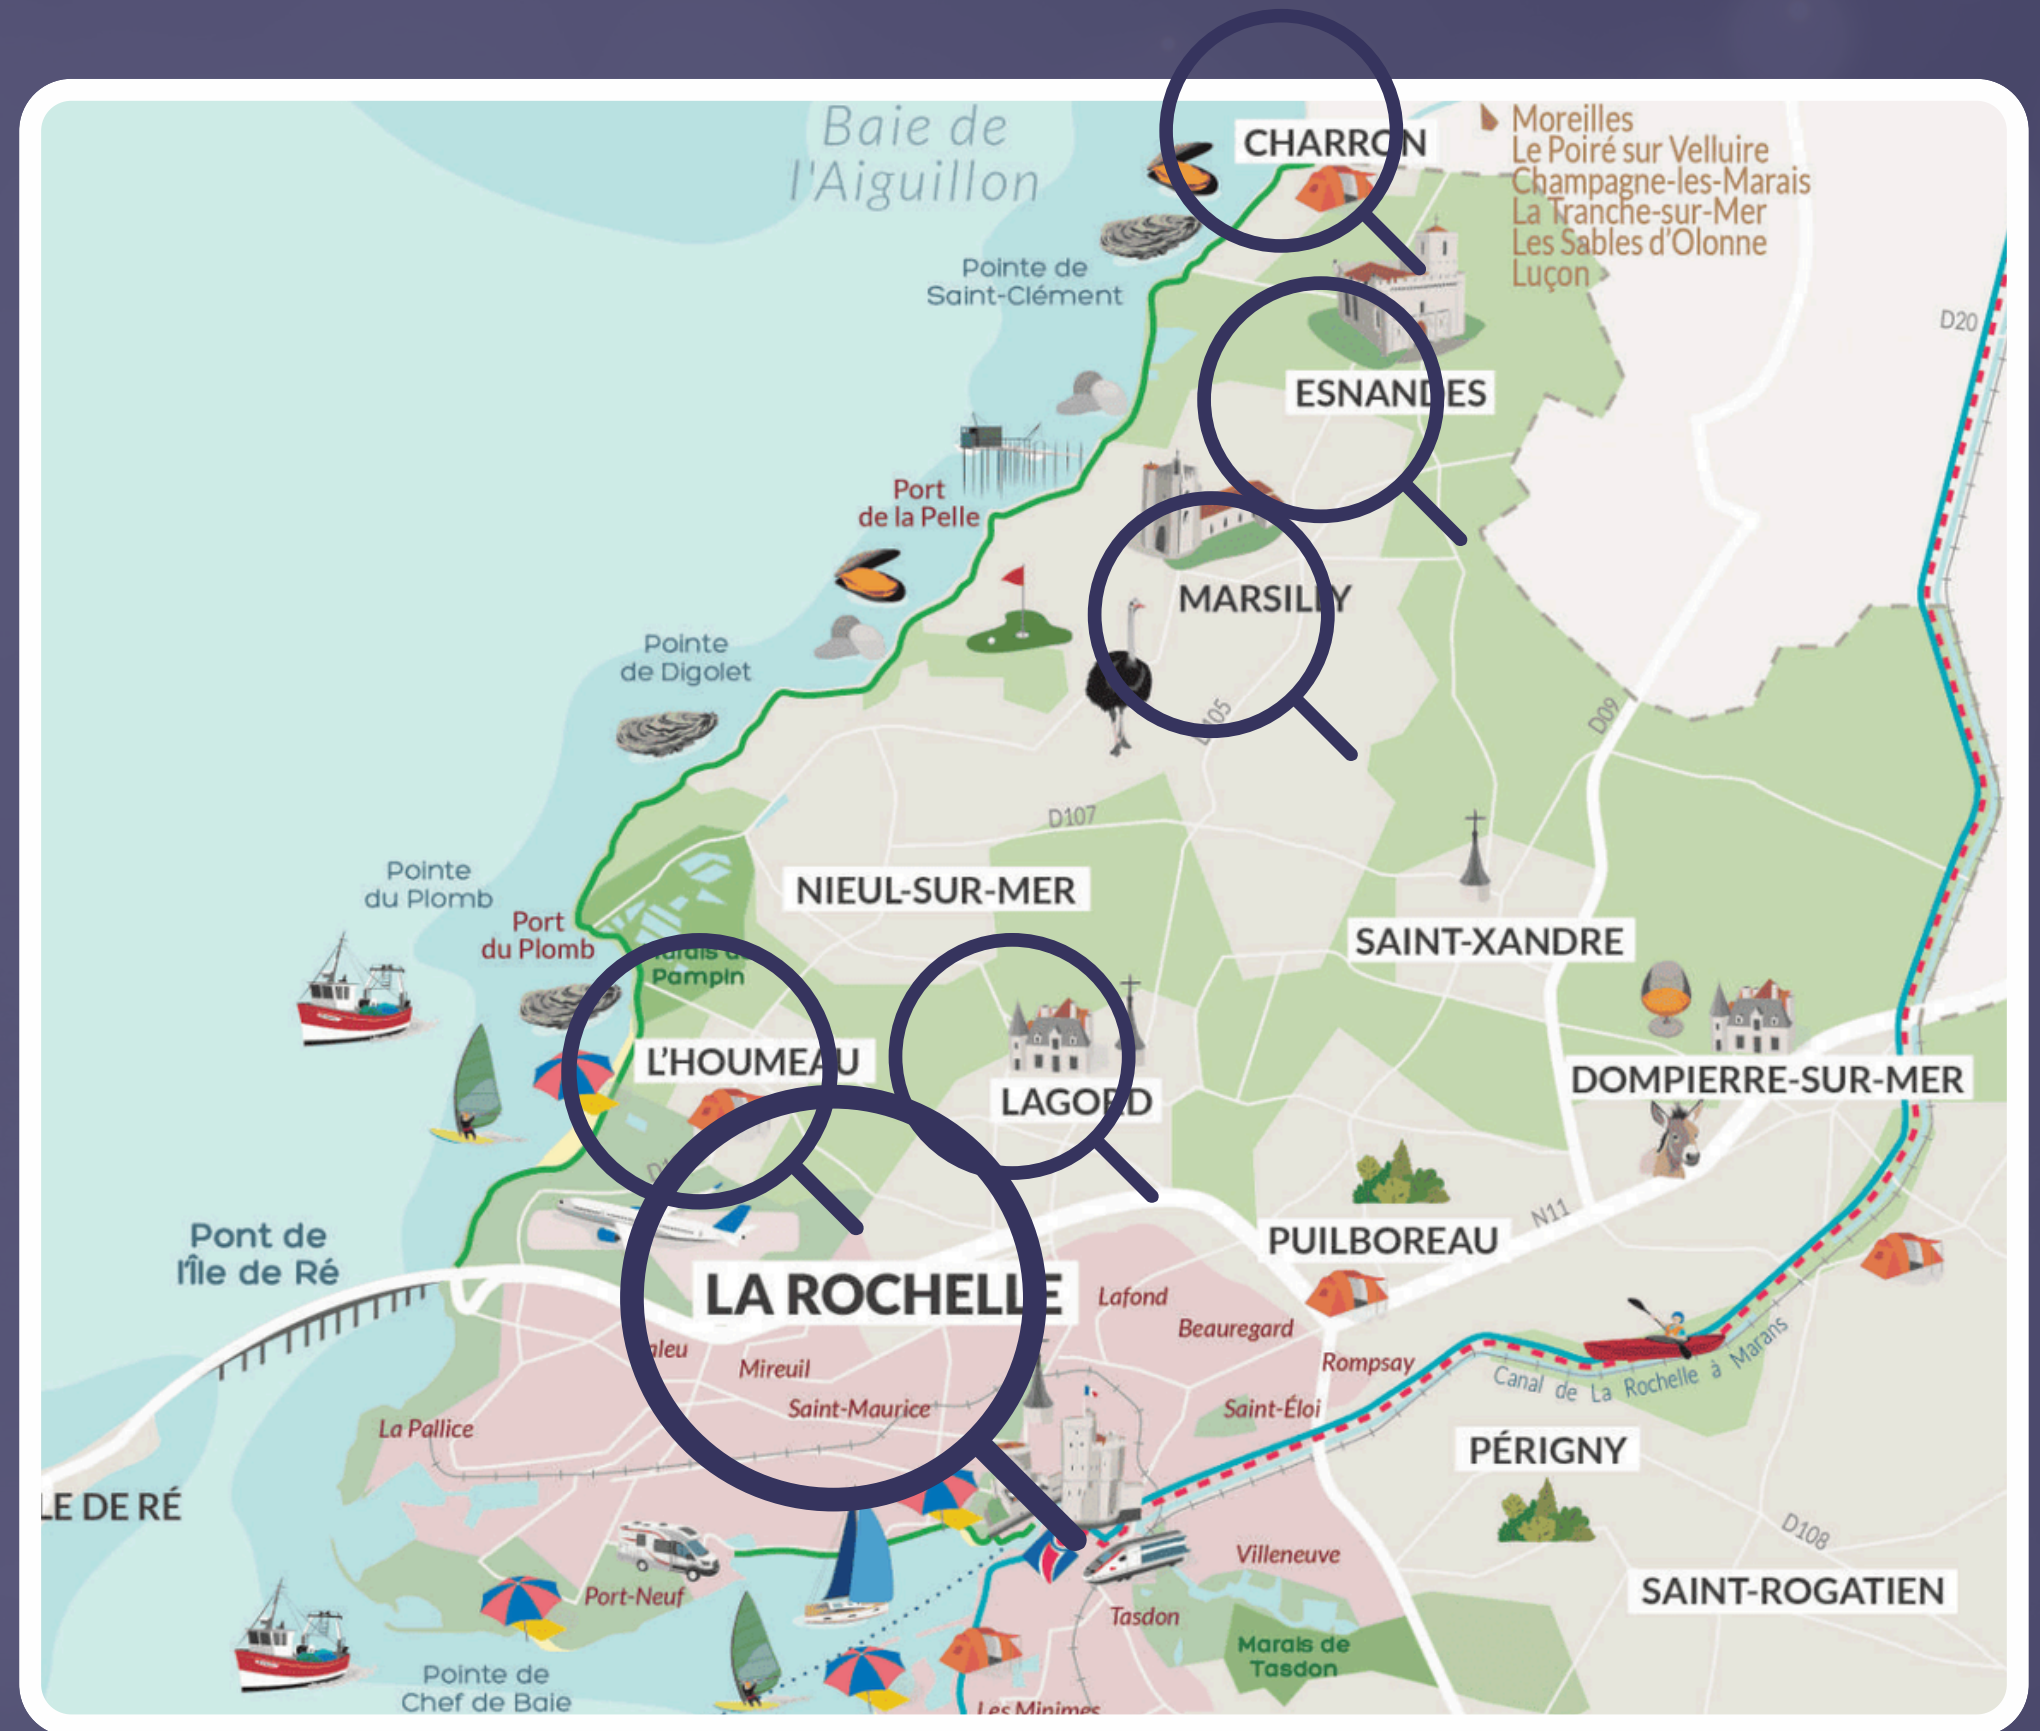 Baie de
l'Aiguillon
CHARRON
Moreilles
Le Poiré sur Velluire
Champagne-les-Marais
La Tranche-sur-Mer
Les Sables d'Olonne
Luçon
Pointe de
Saint-Clément
D20
ESNANDES
Port
de la Pelle
MARSILLY
Pointe
de Digolet
D09
D107
Pointe
du Plomb
NIEUL-SUR-MER
Port
du Plomb
SAINT-XANDRE
Pampin
L'HOUMEAU
LAGORD
DOMPIERRE-SUR-MER
N11
PUILBOREAU
Pont de
l'Île de Ré
LA ROCHELLE
Lafond
Beauregard
Mireuil
Rompsay
Canal de La Rochelle à Marans
Saint-Maurice
Saint-Éloi
La Pallice
PÉRIGNY
LE DE RÉ
D108
Villeneuve
Port-Neuf
SAINT-ROGATIEN
Tasdon
Marais de
Tasdon
Pointe de
Chef de Baie
Les Minimes